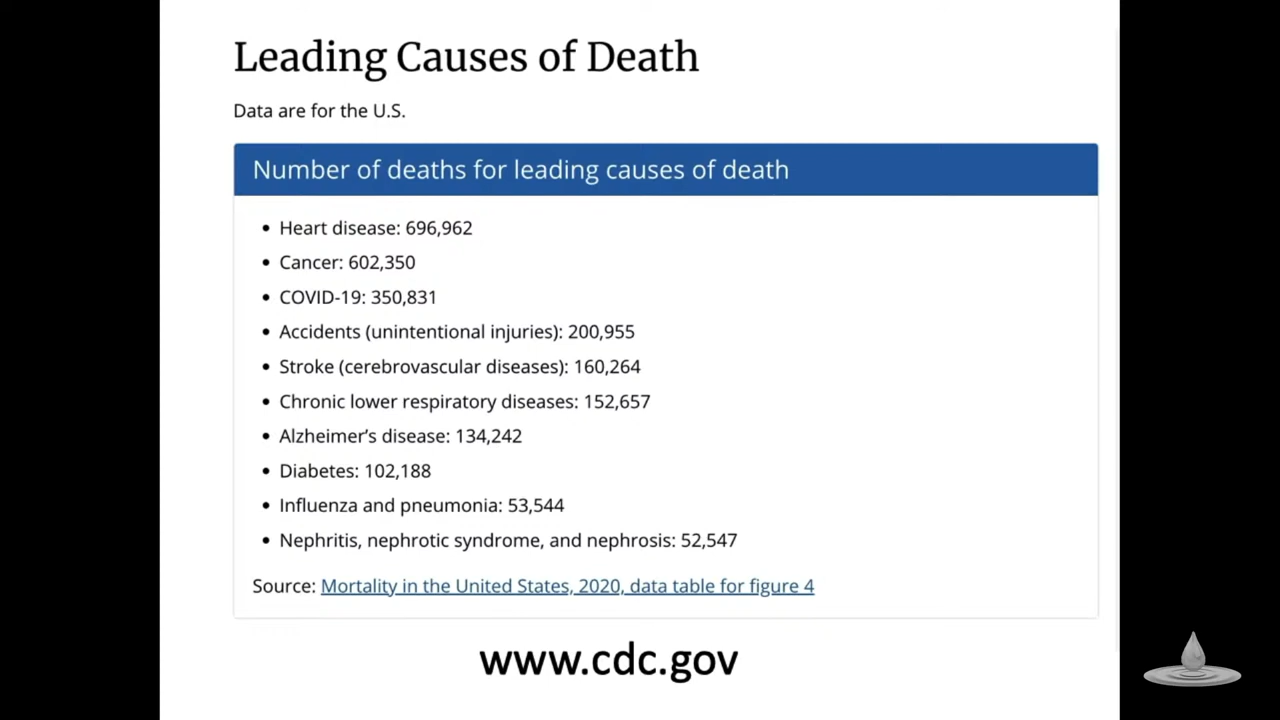 Leading Causes of Death
Data are for the U.S.
Number of deaths for leading causes of death
• Heart disease: 696,962
• Cancer: 602,350
• COVID-19: 350,831
• Accidents (unintentional injuries): 200,955
• Stroke (cerebrovascular diseases): 160,264
• Chronic lower respiratory diseases: 152,657
• Alzheimer’s disease: 134,242
• Diabetes: 102,188
• Influenza and pneumonia: 53,544
• Nephritis, nephrotic syndrome, and nephrosis: 52,547
Source: Mortality in the United States, 2020, data table for figure 4
www.cdc.gov